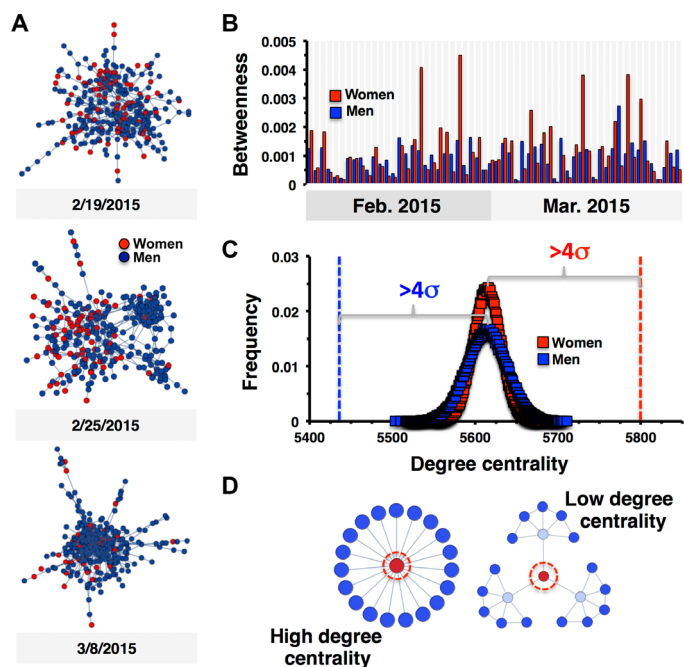 A
2/19/2015
Women
Men
2/25/2015
3/8/2015
B
Betweenness
0.005
0.004
0.003
0.002
0.001
0
Women
Men
Feb. 2015
Mar. 2015
C
Frequency
0.03
0.02
0.01
0
>4σ
>4σ
Women
Men
5400
5500
5600
5700
5800
Degree centrality
D
High degree
centrality
Low degree
centrality